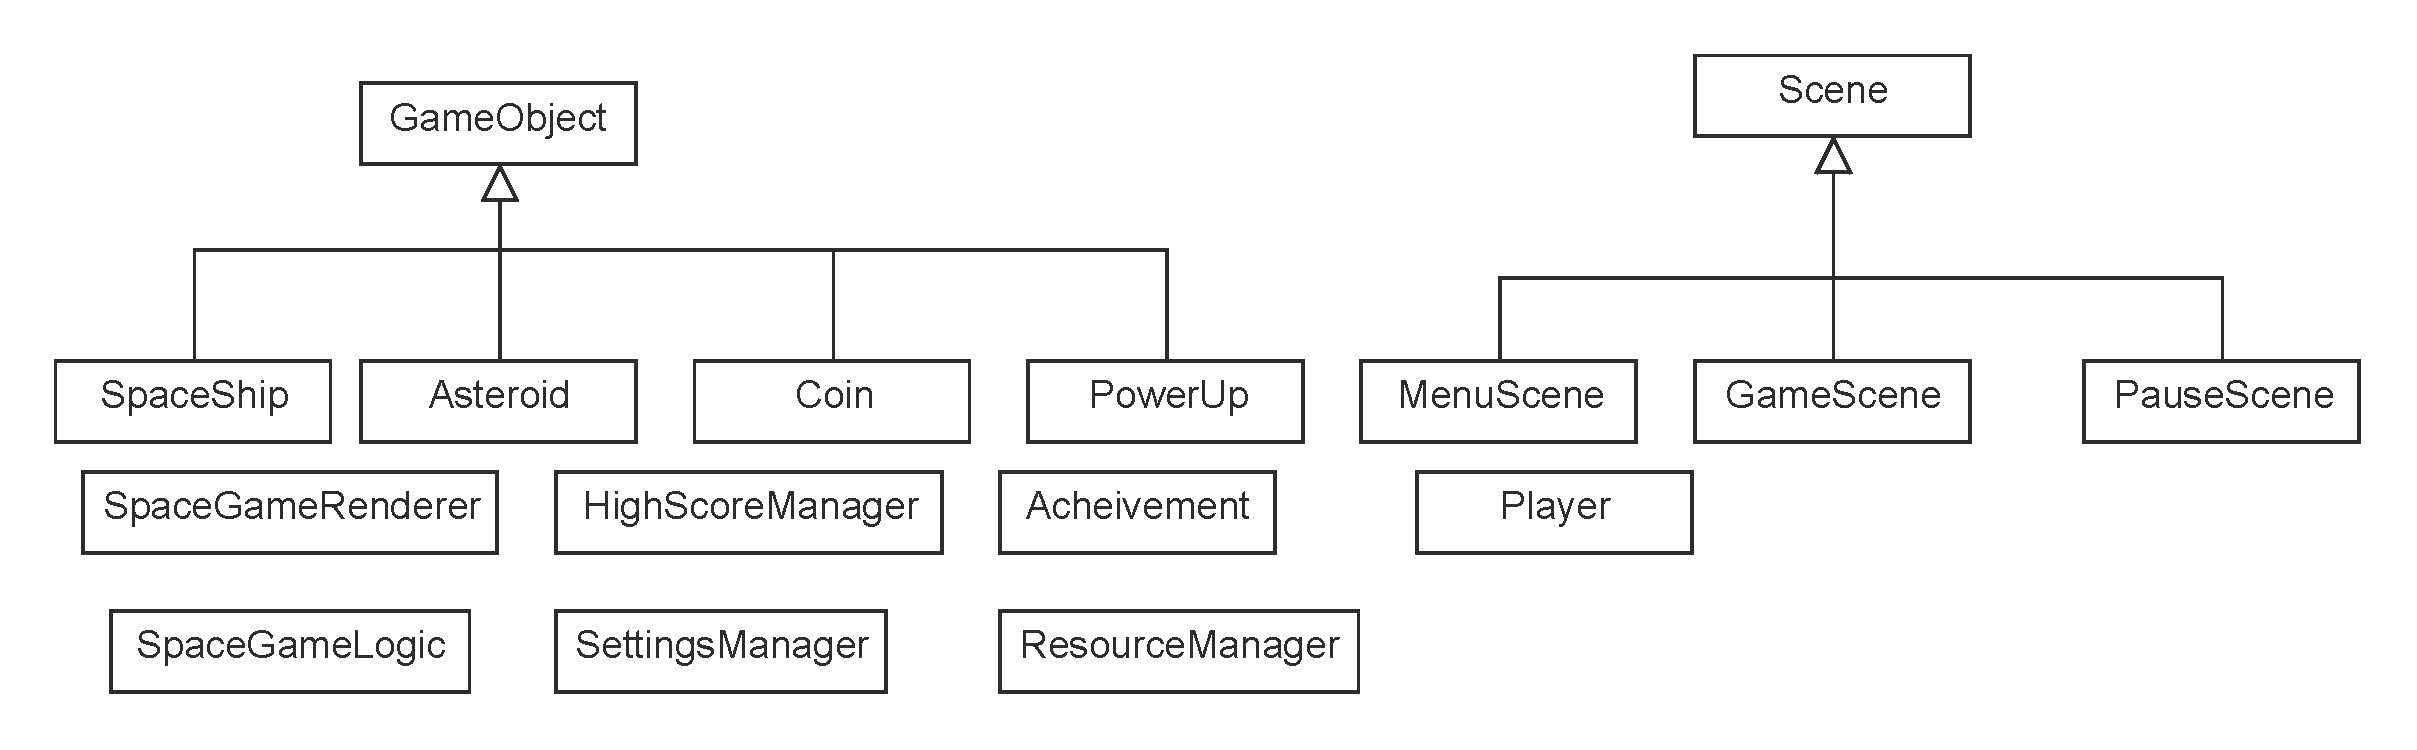 Scene
GameObject
SpaceShip
Asteroid
Coin
PowerUp
MenuScene
GameScene
PauseScene
SpaceGameRenderer
HighScoreManager
Acheivement
Player
SpaceGameLogic
SettingsManager
ResourceManager